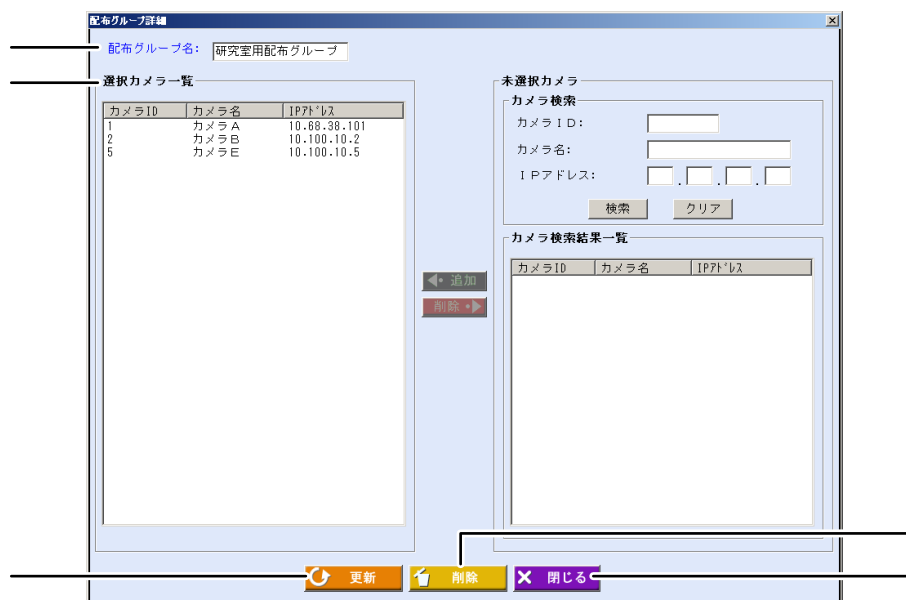 配布グループ詳細
配布グループ名: 研究室用配布グループ
選択カメラ一覧
カメラID カメラ名 IPｱﾄﾞﾚｽ
1 カメラA 10.68.38.101
2 カメラB 10.100.10.2
5 カメラE 10.100.10.5
追加
削除
未選択カメラ
カメラ検索
カメラID:
カメラ名:
IPアドレス:
. . .
検索 クリア
カメラ検索結果一覧
カメラID カメラ名 IPｱﾄﾞﾚｽ
更新 削除 閉じる